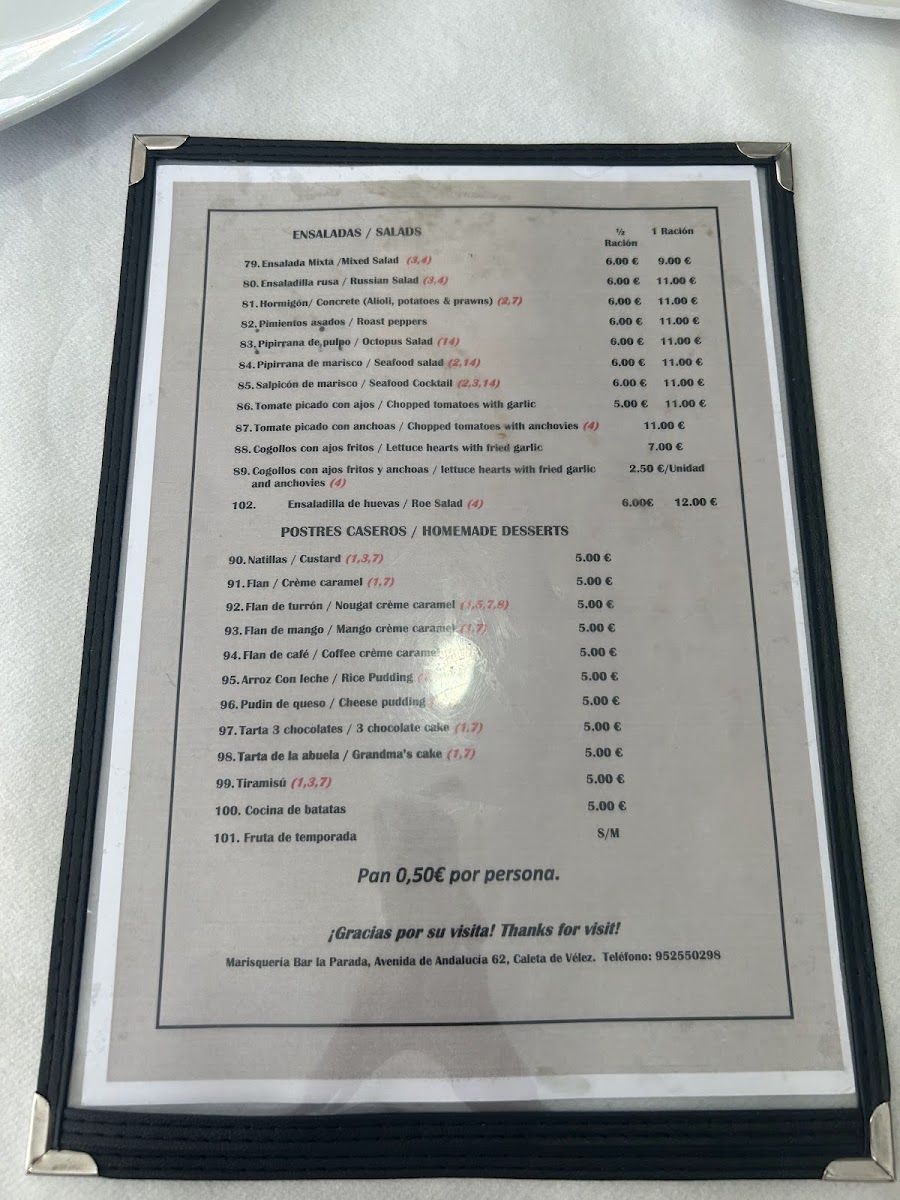 ENSALADAS / SALADS ½ Ración 1 Ración
79. Ensalada Mixta /Mixed Salad (3,4) 6.00 € 9.00 €
80. Ensaladilla rusa / Russian Salad (3,4) 6.00 € 11.00 €
81. Hormigón/ Concrete (Alioli, potatoes & prawns) (2,7) 6.00 € 11.00 €
82. Pimientos asados / Roast peppers 6.00 € 11.00 €
83. Pipirrana de pulpo / Octopus Salad (14) 6.00 € 11.00 €
84. Pipirrana de marisco / Seafood salad (2,14) 6.00 € 11.00 €
85. Salpicón de marisco / Seafood Cocktail (2,3,14) 6.00 € 11.00 €
86. Tomate picado con ajos / Chopped tomatoes with garlic 5.00 € 11.00 €
87. Tomate picado con anchoas / Chopped tomatoes with anchovies (4) 11.00 €
88. Cogollos con ajos fritos / Lettuce hearts with fried garlic 7.00 €
89. Cogollos con ajos fritos y anchoas / lettuce hearts with fried garlic 2.50 €/Unidad
and anchovies (4)
102. Ensaladilla de huevas / Roe Salad (4) 6.00€ 12.00 €
POSTRES CASEROS / HOMEMADE DESSERTS
90. Natillas / Custard (1,3,7) 5.00 €
91. Flan / Crème caramel (1,7) 5.00 €
92. Flan de turrón / Nougat crème caramel (1,5,7,8) 5.00 €
93. Flan de mango / Mango crème caramel (1,7) 5.00 €
94. Flan de café / Coffee crème 5.00 €
95. Arroz Con leche / Rice Pudding 5.00 €
96. Pudin de queso / Cheese pudding 5.00 €
97. Tarta 3 chocolates / 3 chocolate cake (1,7) 5.00 €
98. Tarta de la abuela / Grandma's cake (1,7) 5.00 €
99. Tiramisú (1,3,7) 5.00 €
100. Cocina de batatas 5.00 €
101. Fruta de temporada S/M
Pan 0,50€ por persona.
¡Gracias por su visita! Thanks for visit!
Marisquería Bar la Parada, Avenida de Andalucía 62, Caleta de Vélez. Teléfono: 952550298